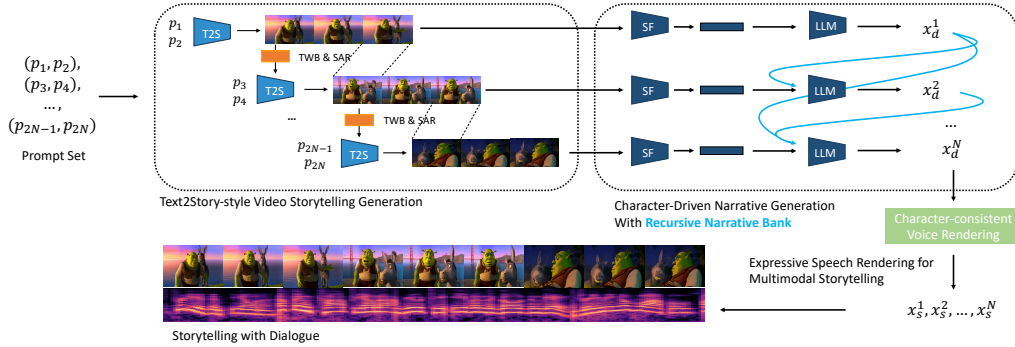 (p₁, p₂),
(p₃, p₄),
...,
(p₂N₋₁, p₂N)
Prompt Set
p₁
p₂
T2S
TWB & SAR
p₃
p₄
T2S
...
TWB & SAR
p₂N₋₁
p₂N
T2S
Text2Story-style Video Storytelling Generation
SF
LLM
x_d^1
SF
LLM
x_d^2
...
SF
LLM
x_d^N
Character-Driven Narrative Generation
With Recursive Narrative Bank
Character-consistent
Voice Rendering
Expressive Speech Rendering for
Multimodal Storytelling
x_s^1, x_s^2, ..., x_s^N
Storytelling with Dialogue